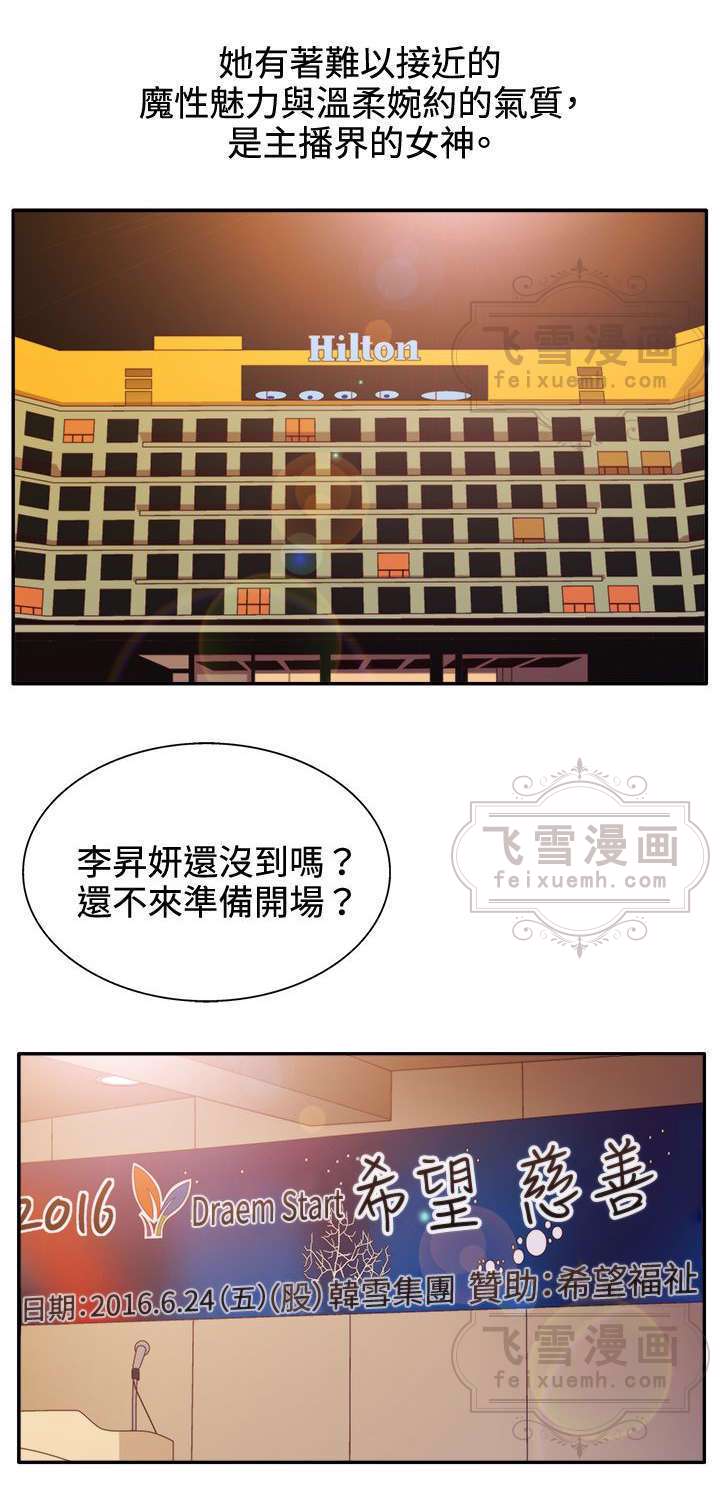 她有著難以接近的
魔性魅力與溫柔婉約的氣質，
是主播界的女神。
飞雪漫画
feixuemh.com
Hilton
李昇妍還沒到嗎？
還不來準備開場？
飞雪漫画
feixuemh.com
2016 Draem Start 希望 慈善
日期：2016.6.24（五）（股）韓雪集團 贊助：希望福祉
飞雪漫画
feixuemh.com